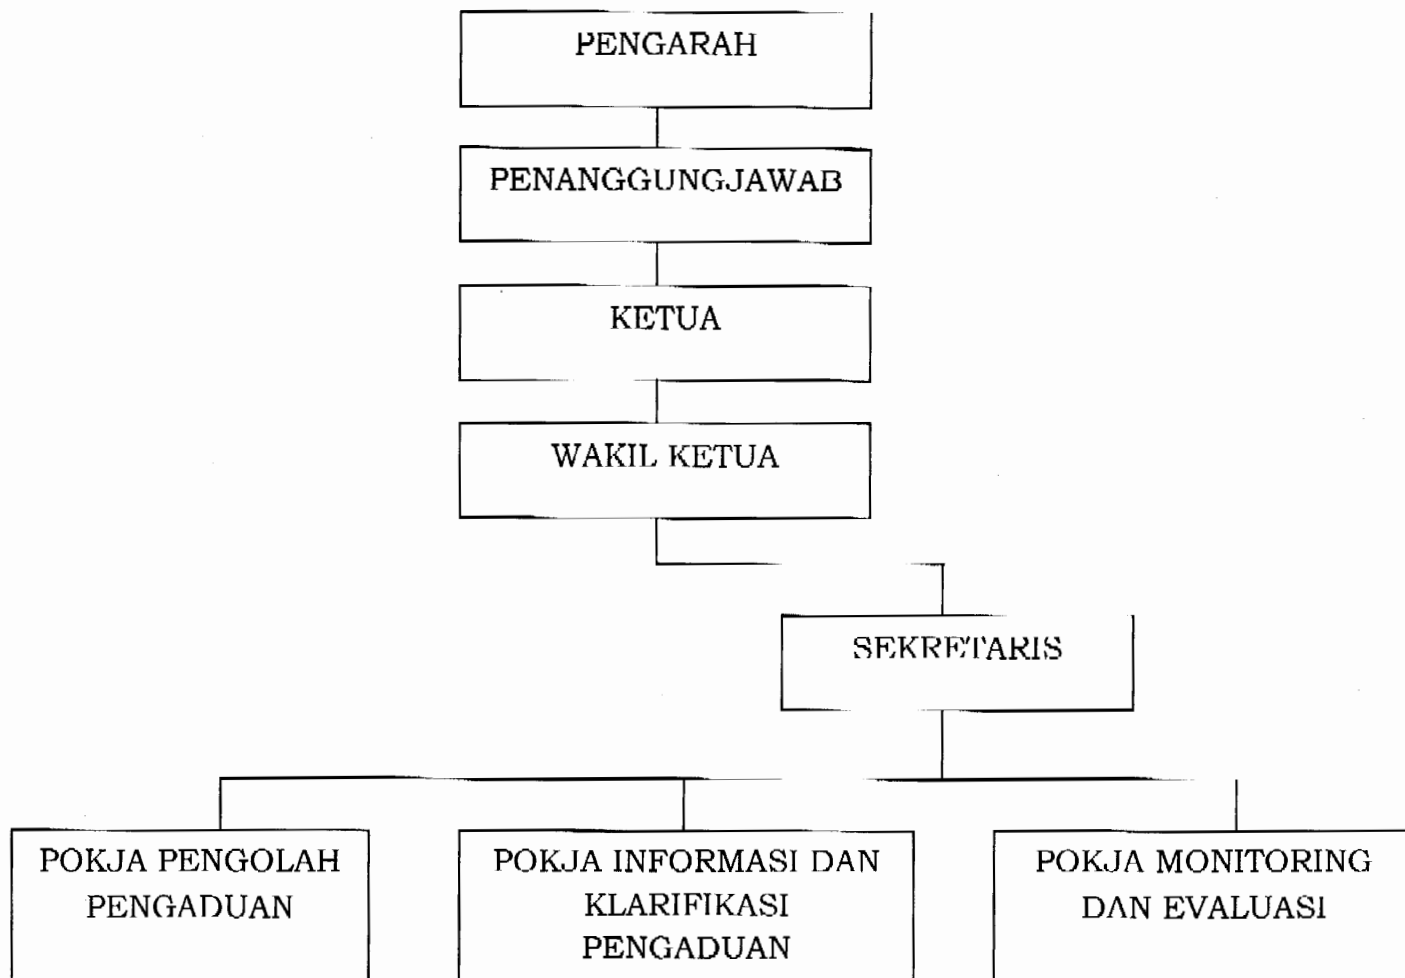 PENGARAH
PENANGGUNGJAWAB
KETUA
WAKIL KETUA
SEKRETARIS
POKJA PENGOLAH
PENGADUAN
POKJA INFORMASI DAN
KLARIFIKASI
PENGADUAN
POKJA MONITORING
DAN EVALUASI